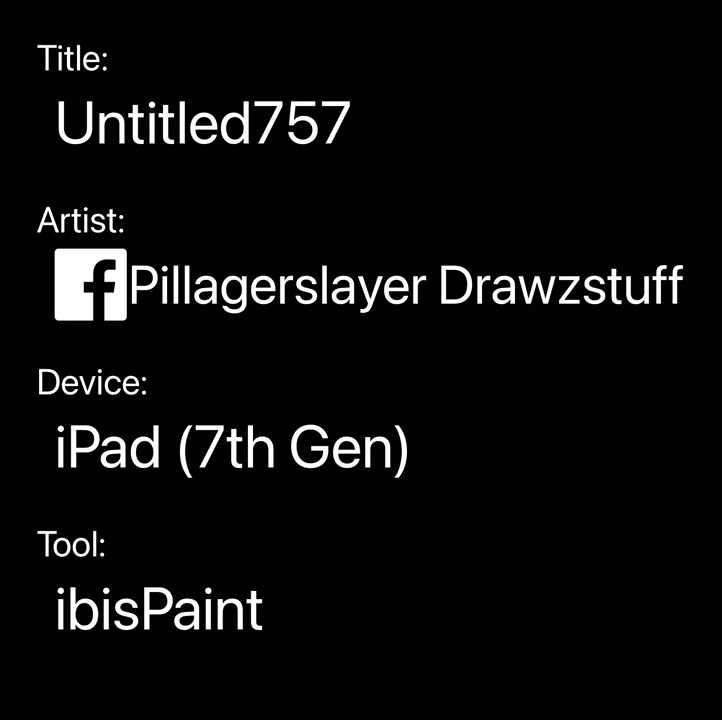 Title:
Untitled757
Artist:
Pillagerslayer Drawzstuff
Device:
iPad (7th Gen)
Tool:
ibisPaint